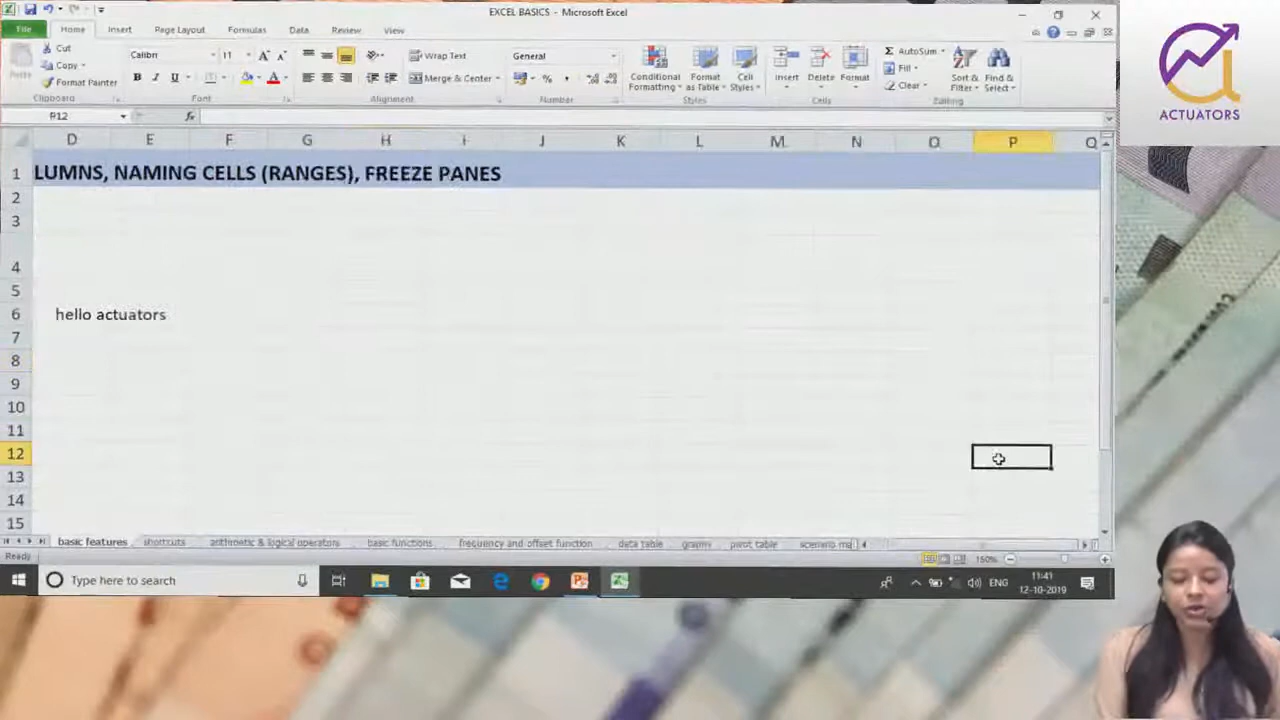 EXCEL BASICS - Microsoft Excel
File Home Insert Page Layout Formulas Data Review View
Paste
Cut
Copy
Format Painter
Clipboard
Calibri 11
B I U
Font
Wrap Text
Merge & Center
Alignment
General
%
Number
Conditional Formatting
Format as Table
Cell Styles
Styles
Insert Delete Format
Cells
AutoSum
Fill
Clear
Sort & Filter
Find & Select
Editing
P12 fx
D E F G H I J K L M N O P Q
1 LUMNS, NAMING CELLS (RANGES), FREEZE PANES
2
3
4
5
6 hello actuators
7
8
9
10
11
12
13
14
15
basic features shortcuts arithmetic & logical operators basic functions frequency and offset function data table graphs pivot table scenario ma
Ready 150%
Type here to search
ENG
11:41
12-10-2019
ACTUATORS